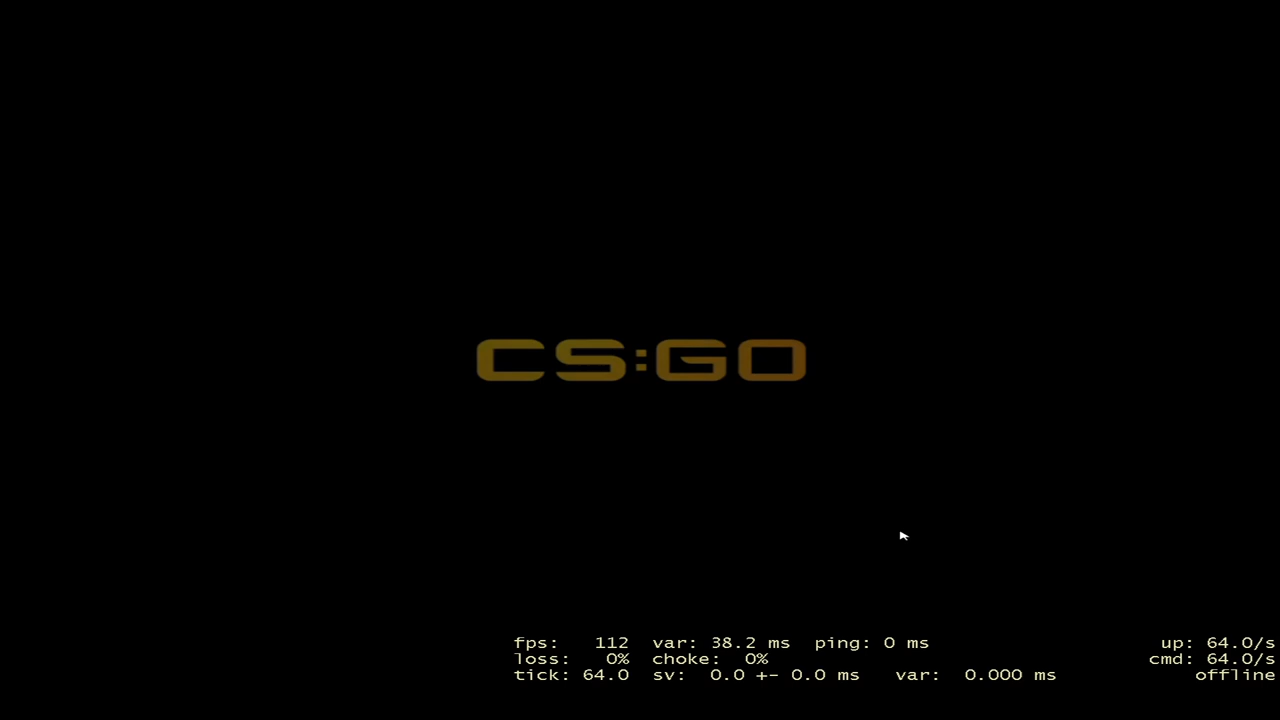 CS:GO
fps: 112 var: 38.2 ms ping: 0 ms up: 64.0/s
loss: 0% choke: 0% cmd: 64.0/s
tick: 64.0 sv: 0.0 +- 0.0 ms var: 0.000 ms offline